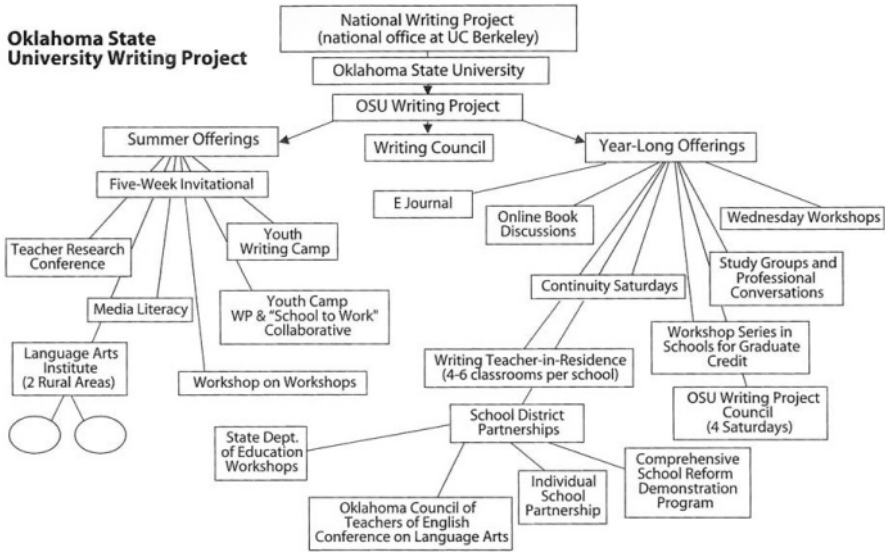 Oklahoma State
University Writing Project
National Writing Project
(national office at UC Berkeley)
Oklahoma State University
OSU Writing Project
Summer Offerings
Writing Council
Year-Long Offerings
Five-Week Invitational
E Journal
Online Book
Discussions
Wednesday Workshops
Teacher Research
Conference
Youth
Writing Camp
Study Groups and
Professional
Conversations
Continuity Saturdays
Media Literacy
Youth Camp
WP & "School to Work"
Collaborative
Workshop Series in
Schools for Graduate
Credit
Language Arts
Institute
(2 Rural Areas)
Workshop on Workshops
Writing Teacher-in-Residence
(4-6 classrooms per school)
OSU Writing Project
Council
(4 Saturdays)
School District
Partnerships
State Dept.
of Education
Workshops
Oklahoma Council of
Teachers of English
Conference on Language Arts
Individual
School
Partnership
Comprehensive
School Reform
Demonstration
Program